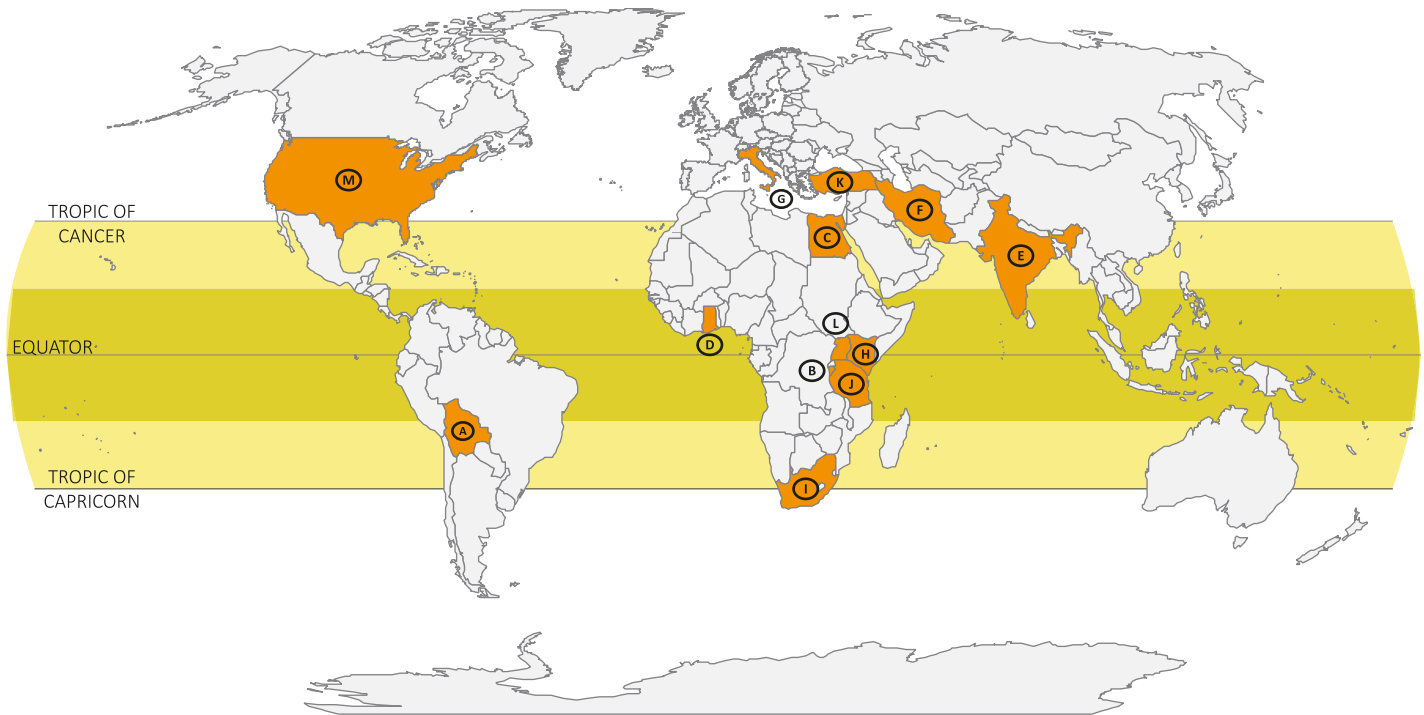 M
K
G
F
TROPIC OF
CANCER
C
E
L
D
EQUATOR
H
B
J
A
TROPIC OF
CAPRICORN
I